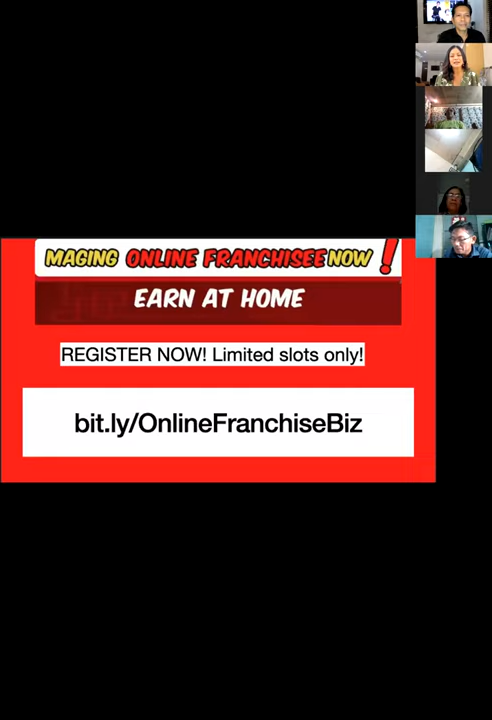 MAGING ONLINE FRANCHISEE NOW!
EARN AT HOME
REGISTER NOW! Limited slots only!
bit.ly/OnlineFranchiseBiz